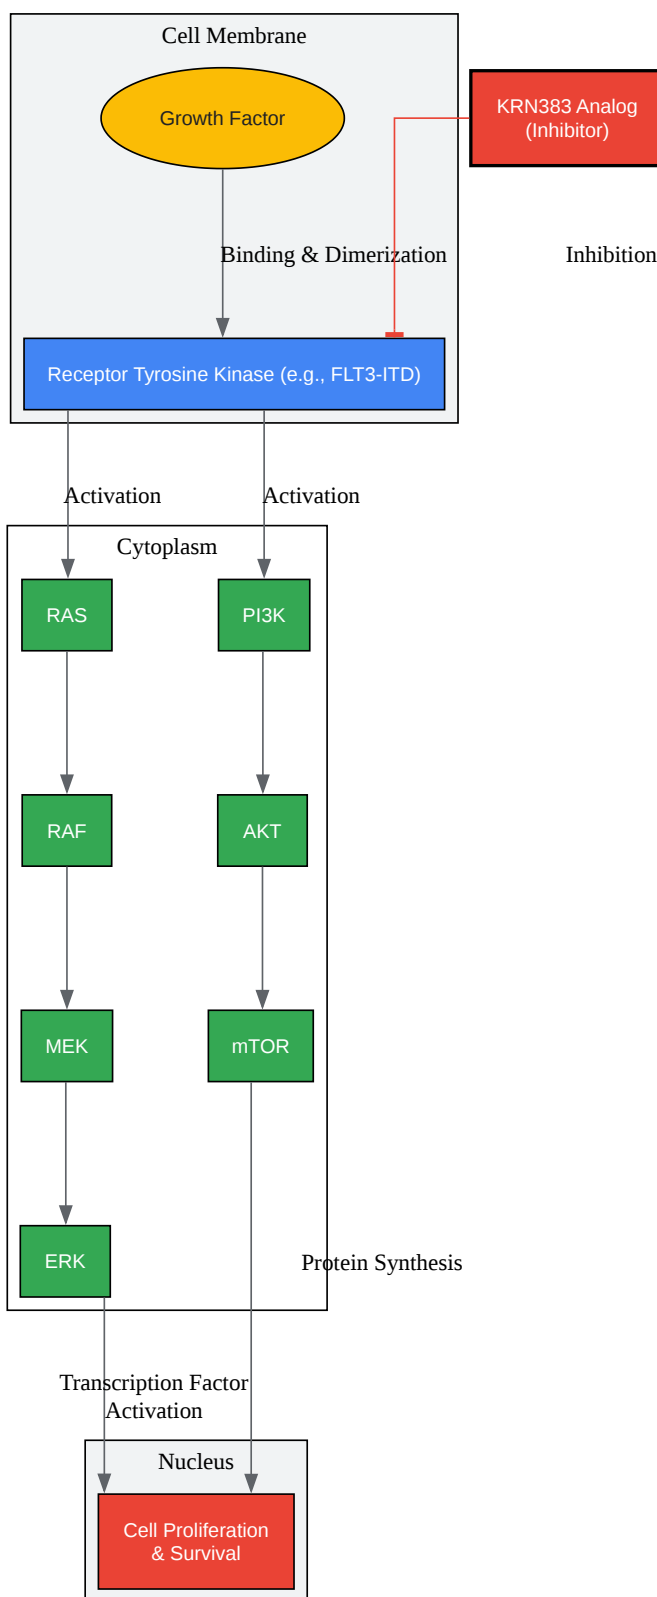 Cell Membrane
Growth Factor
KRN383 Analog
(Inhibitor)
Binding & Dimerization
Inhibition
Receptor Tyrosine Kinase (e.g., FLT3-ITD)
Activation
Activation
Cytoplasm
RAS
PI3K
RAF
AKT
MEK
mTOR
ERK
Protein Synthesis
Transcription Factor
Activation
Nucleus
Cell Proliferation
& Survival